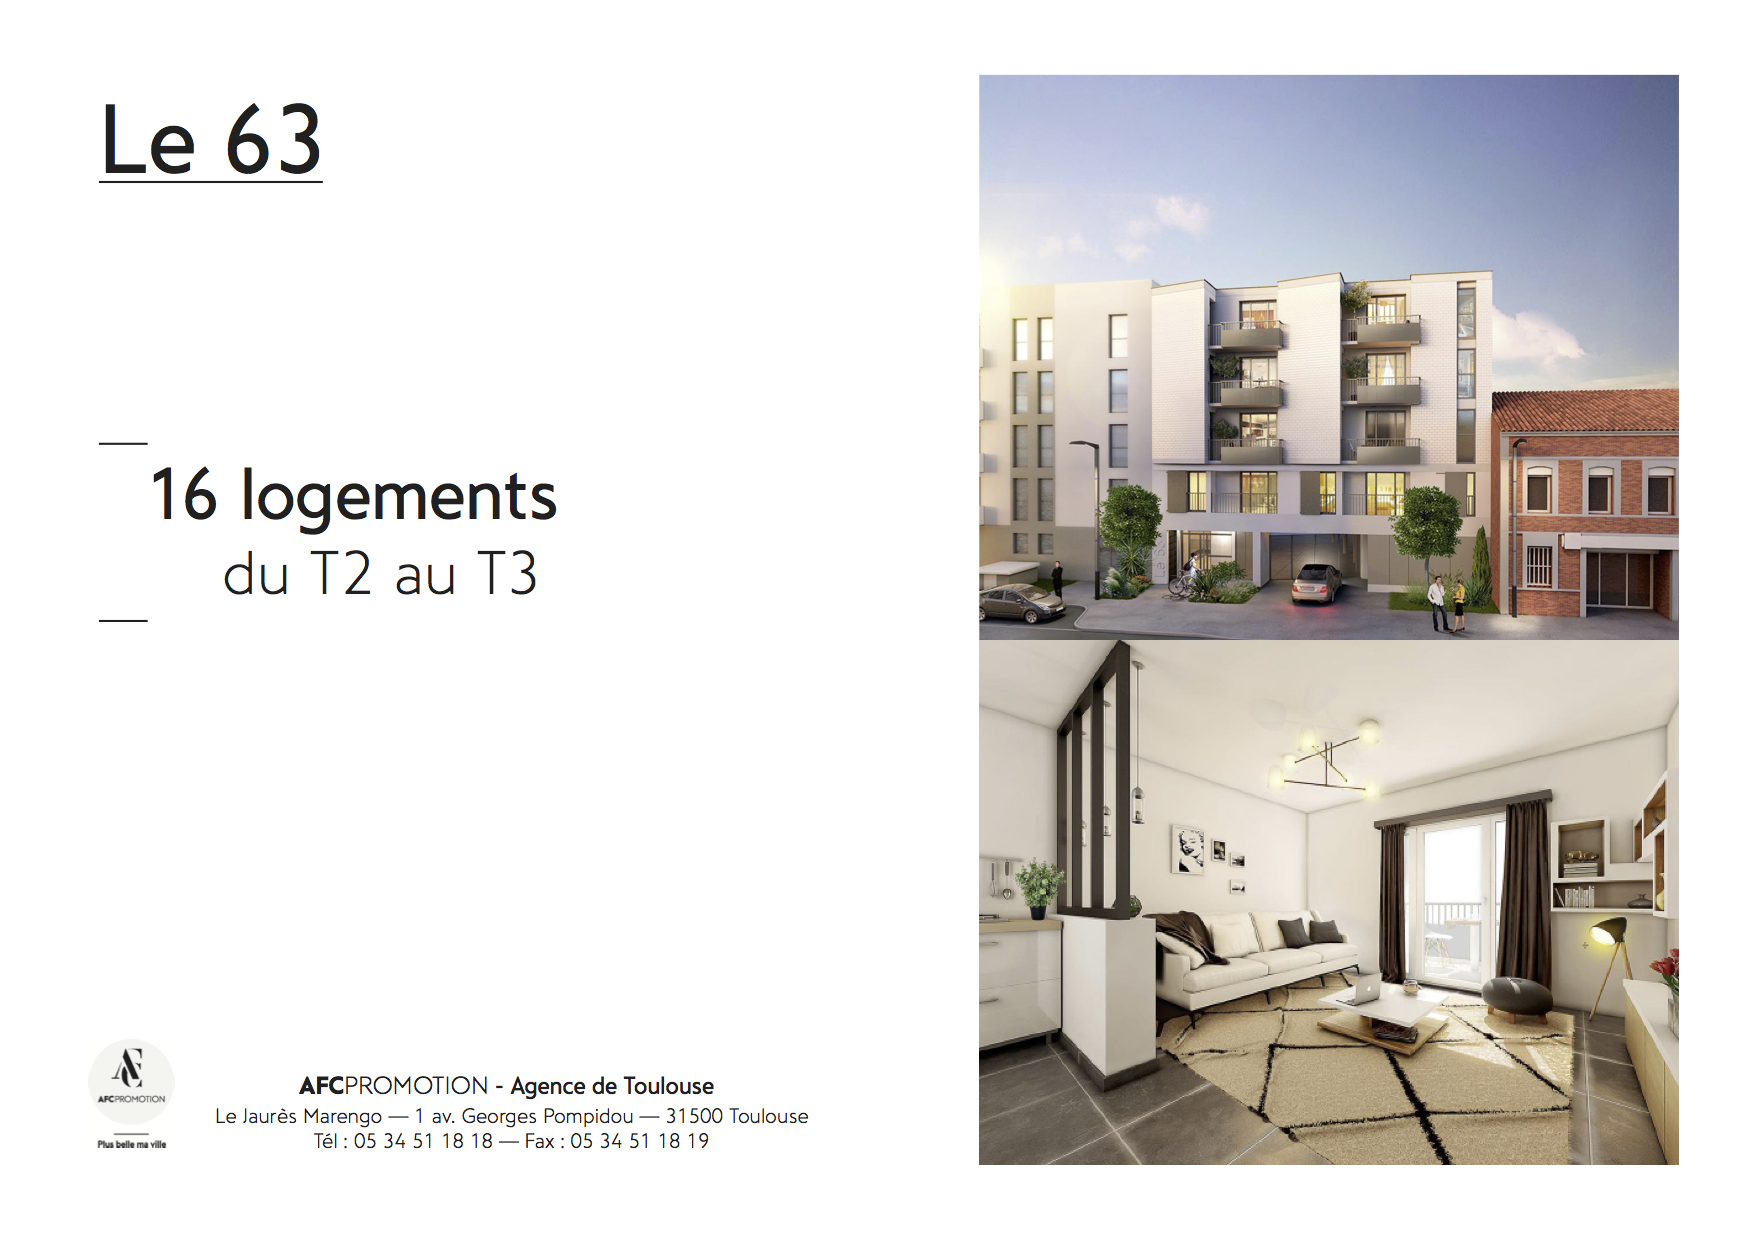 Le 63
16 logements
du T2 au T3
AFCPROMOTION
Plus belle ma ville
AFCPROMOTION - Agence de Toulouse
Le Jaurès Marengo — 1 av. Georges Pompidou — 31500 Toulouse
Tél : 05 34 51 18 18 — Fax : 05 34 51 18 19